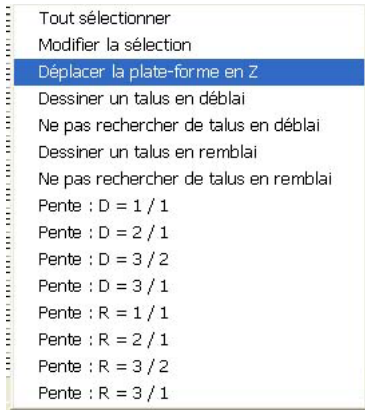 Tout sélectionner
Modifier la sélection
Déplacer la plate-forme en Z
Dessiner un talus en déblai
Ne pas rechercher de talus en déblai
Dessiner un talus en remblai
Ne pas rechercher de talus en remblai
Pente : D = 1 / 1
Pente : D = 2 / 1
Pente : D = 3 / 2
Pente : D = 3 / 1
Pente : R = 1 / 1
Pente : R = 2 / 1
Pente : R = 3 / 2
Pente : R = 3 / 1